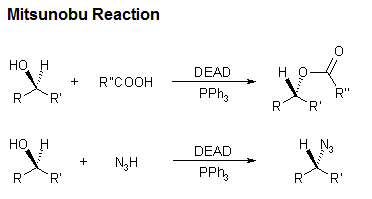 Mitsunobu Reaction
HO H
R R' + R"COOH DEAD PPh3 H O O
R R' R"
HO H
R R' + N3H DEAD PPh3 H N3
R R'